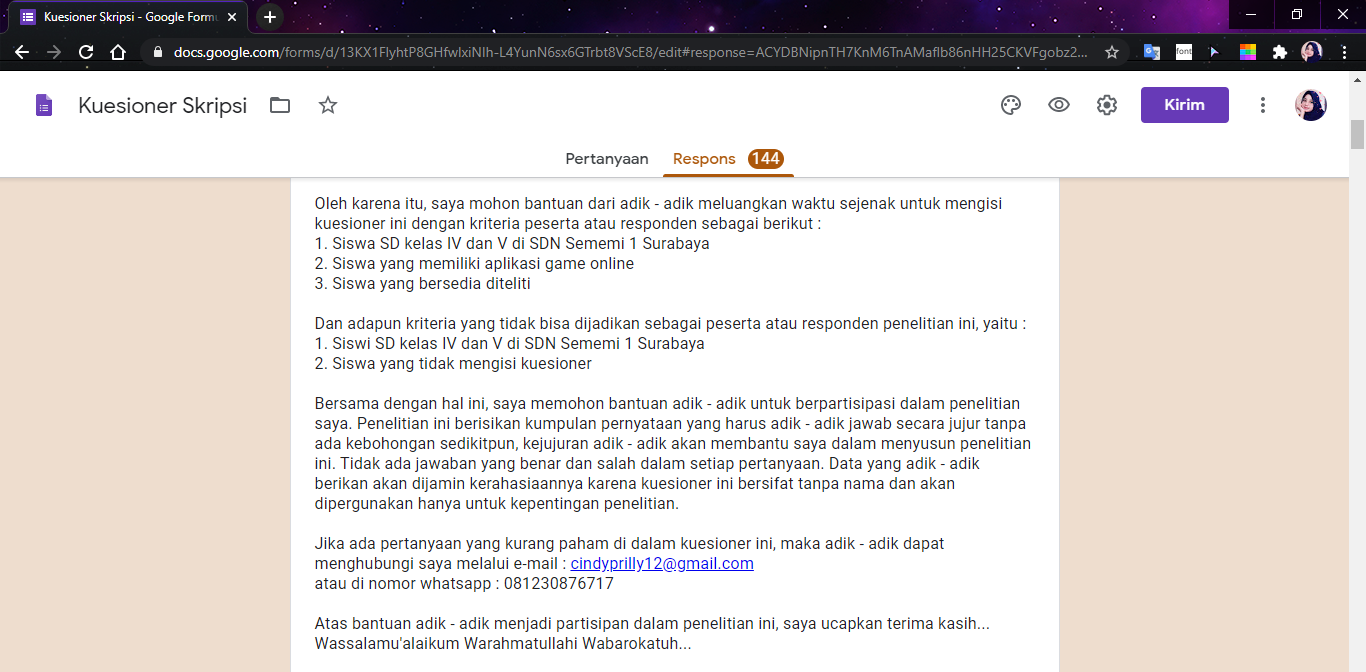 Kuesioner Skripsi - Google Formu
docs.google.com/forms/d/13KX1FlyhtP8GHfwlxiNlh-L4YunN6sx6GTrbt8VScE8/edit#response=ACYDBNipnTH7KnM6TnAMaflb86nHH25CKVFgobz2...
font
Kuesioner Skripsi
Kirim
Pertanyaan Respons 144
Oleh karena itu, saya mohon bantuan dari adik - adik meluangkan waktu sejenak untuk mengisi
kuesioner ini dengan kriteria peserta atau responden sebagai berikut :
1. Siswa SD kelas IV dan V di SDN Sememi 1 Surabaya
2. Siswa yang memiliki aplikasi game online
3. Siswa yang bersedia diteliti
Dan adapun kriteria yang tidak bisa dijadikan sebagai peserta atau responden penelitian ini, yaitu :
1. Siswi SD kelas IV dan V di SDN Sememi 1 Surabaya
2. Siswa yang tidak mengisi kuesioner
Bersama dengan hal ini, saya memohon bantuan adik - adik untuk berpartisipasi dalam penelitian
saya. Penelitian ini berisikan kumpulan pernyataan yang harus adik - adik jawab secara jujur tanpa
ada kebohongan sedikitpun, kejujuran adik - adik akan membantu saya dalam menyusun penelitian
ini. Tidak ada jawaban yang benar dan salah dalam setiap pertanyaan. Data yang adik - adik
berikan akan dijamin kerahasiaannya karena kuesioner ini bersifat tanpa nama dan akan
dipergunakan hanya untuk kepentingan penelitian.
Jika ada pertanyaan yang kurang paham di dalam kuesioner ini, maka adik - adik dapat
menghubungi saya melalui e-mail : cindyprilly12@gmail.com
atau di nomor whatsapp : 081230876717
Atas bantuan adik - adik menjadi partisipan dalam penelitian ini, saya ucapkan terima kasih...
Wassalamu'alaikum Warahmatullahi Wabarokatuh...